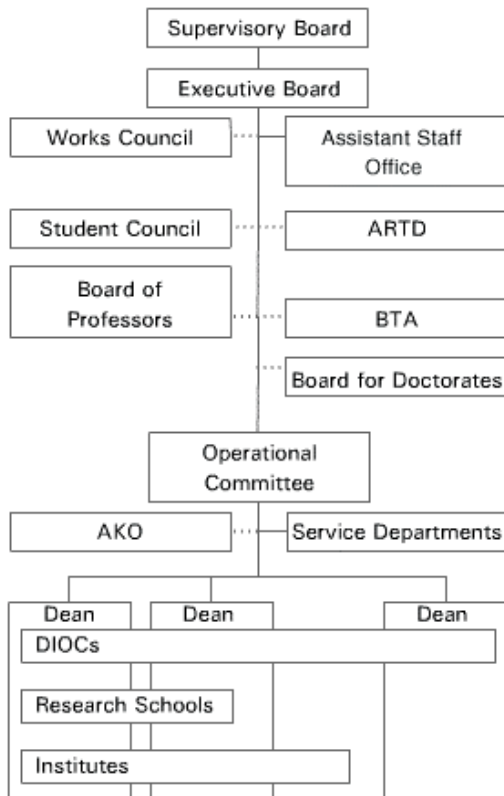 Supervisory Board
Executive Board
Works Council
Assistant Staff
Office
Student Council
ARTD
Board of
Professors
BTA
Board for Doctorates
Operational
Committee
AKO
Service Departments
Dean
Dean
Dean
DIOCs
Research Schools
Institutes